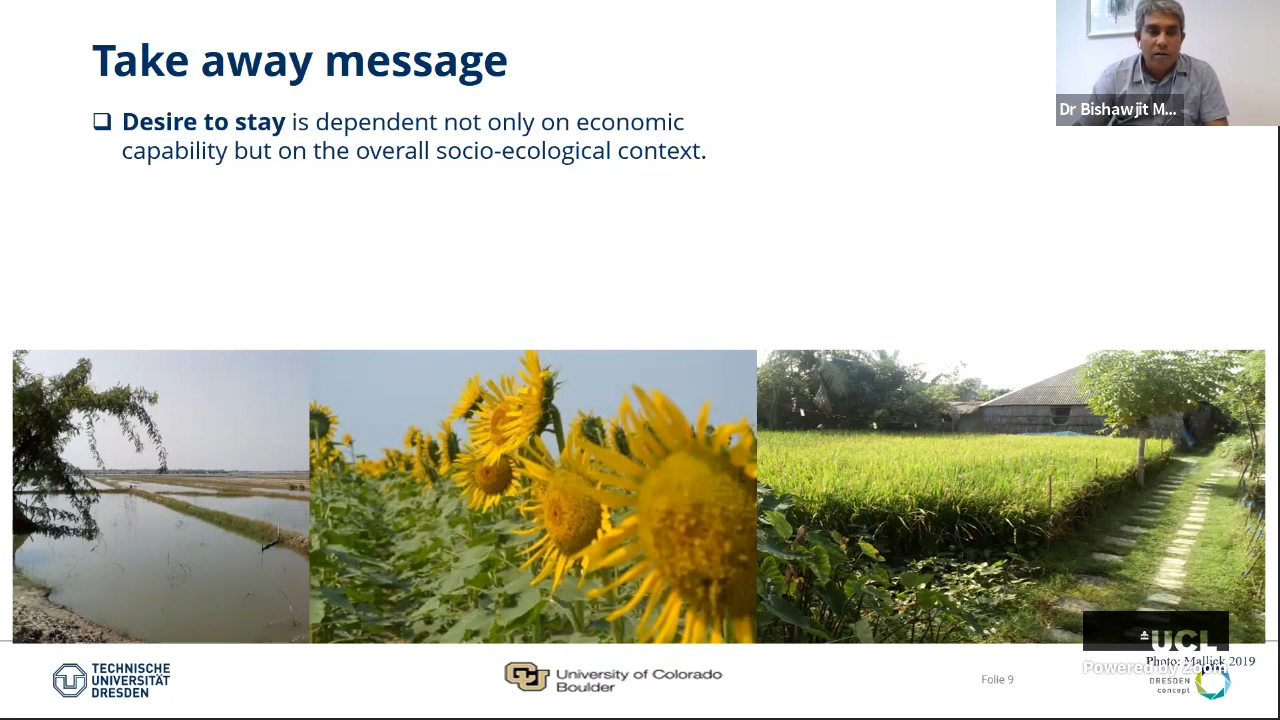 Take away message
Dr Bishawjit M...
Desire to stay is dependent not only on economic
capability but on the overall socio-ecological context.
UCL
Photo: Mallick 2019
Powered by Zoom
TECHNISCHE
UNIVERSITÄT
DRESDEN
CU
University of Colorado
Boulder
Folie 9
DRESDEN
concept